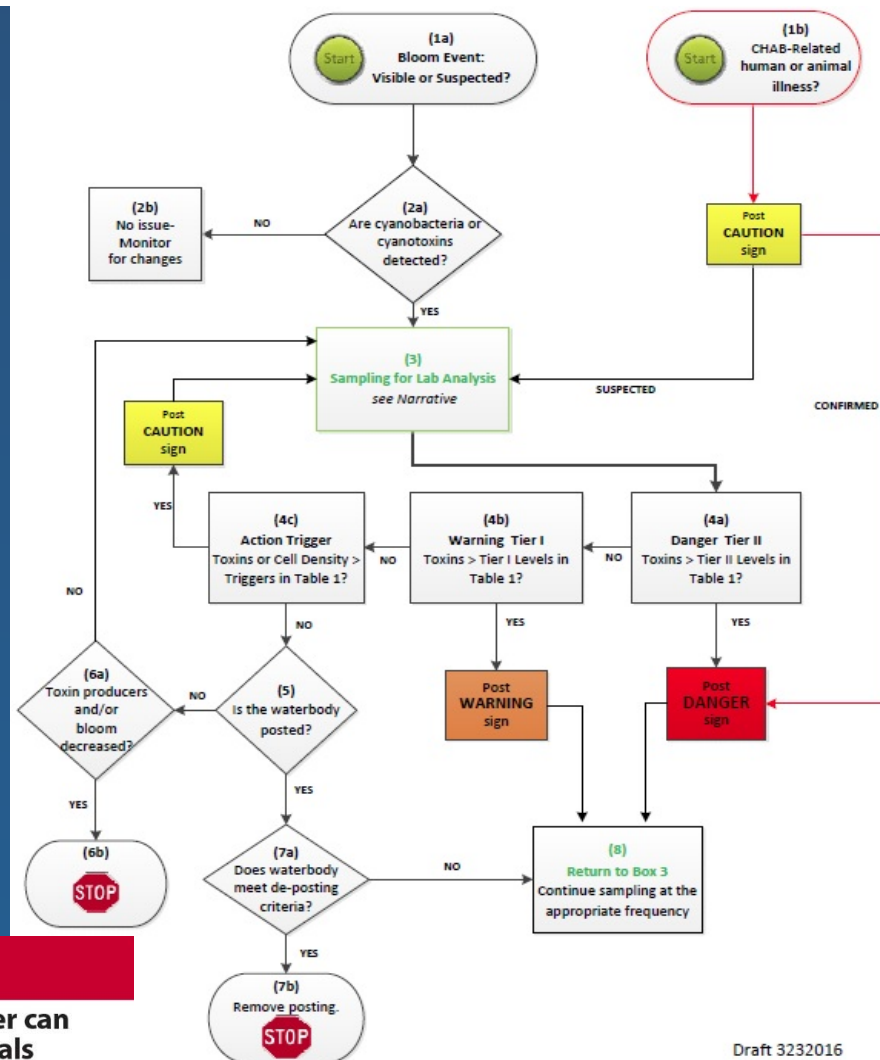 (1a)
Start
Bloom Event:
Visible or Suspected?
(1b)
Start
CHAB-Related
human or animal
illness?
(2b)
No issue-
Monitor
for changes
NO
(2a)
Are cyanobacteria or
cyanotoxins
detected?
Post
CAUTION
sign
YES
(3)
Sampling for Lab Analysis
see Narrative
SUSPECTED
CONFIRMED
Post
CAUTION
sign
YES
(4c)
Action Trigger
Toxins or Cell Density >
Triggers in Table 1?
NO
(4b)
Warning Tier I
Toxins > Tier I Levels in
Table 1?
NO
(4a)
Danger Tier II
Toxins > Tier II Levels in
Table 1?
NO
NO
YES
YES
(6a)
Toxin producers
and/or
bloom
decreased?
NO
(5)
Is the waterbody
posted?
Post
WARNING
sign
Post
DANGER
sign
YES
YES
(6b)
STOP
(7a)
Does waterbody
meet de-posting
criteria?
NO
(8)
Return to Box 3
Continue sampling at the
appropriate frequency
YES
(7b)
Remove posting.
STOP
er can
als
Draft 3232016